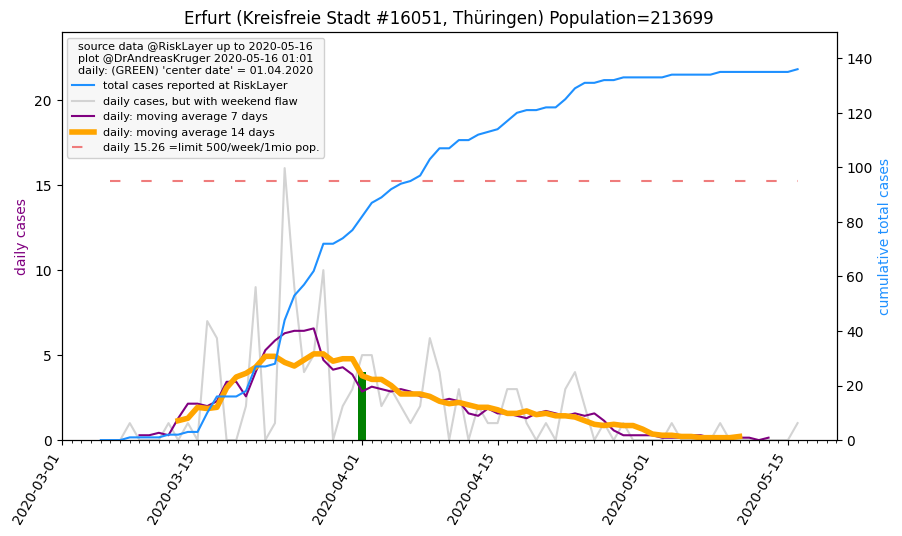 Erfurt (Kreisfreie Stadt #16051, Thüringen) Population=213699
source data @RiskLayer up to 2020-05-16
plot @DrAndreasKruger 2020-05-16 01:01
daily: (GREEN) 'center date' = 01.04.2020
total cases reported at RiskLayer
daily cases, but with weekend flaw
daily: moving average 7 days
daily: moving average 14 days
daily 15.26 =limit 500/week/1mio pop.
daily cases
20
15
10
5
0
cumulative total cases
140
120
100
80
60
40
20
0
2020-03-01
2020-03-15
2020-04-01
2020-04-15
2020-05-01
2020-05-15